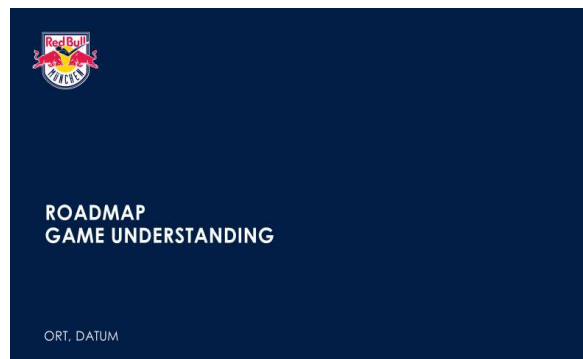 Red Bull
MÜNCHEN
ROADMAP
GAME UNDERSTANDING
ORT, DATUM